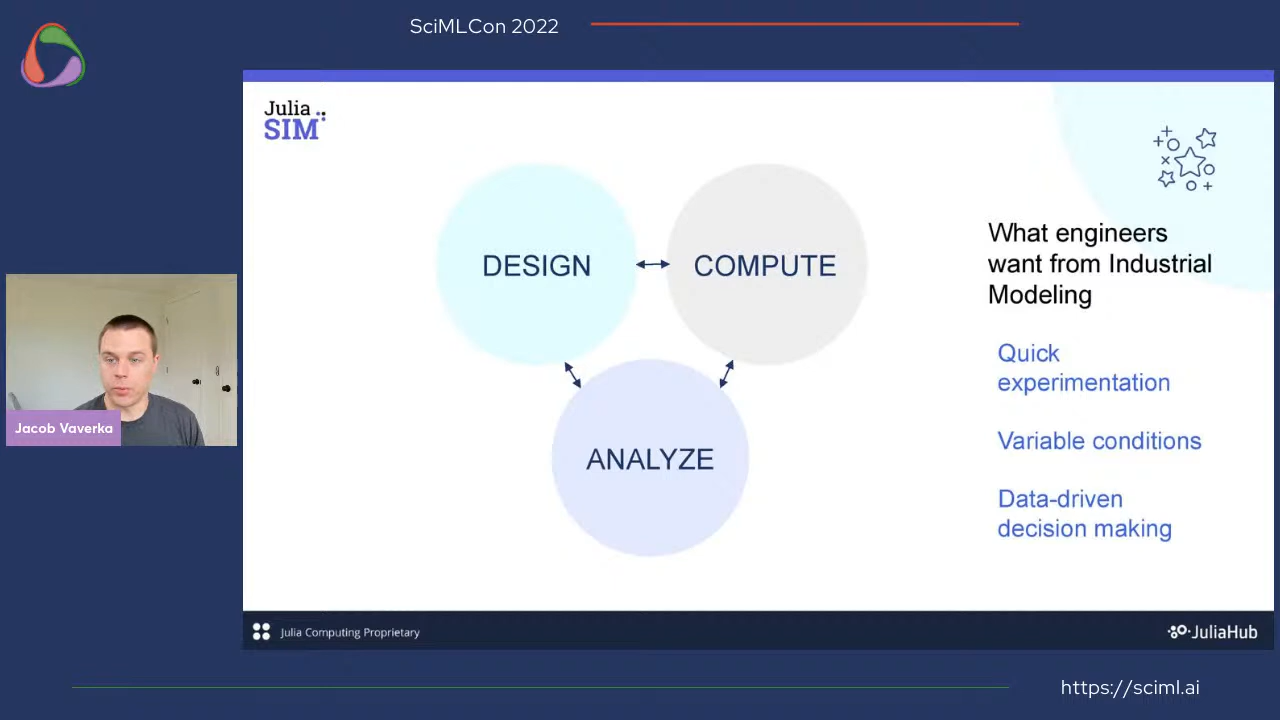 SciMLCon 2022
Julia
SIM
DESIGN
COMPUTE
ANALYZE
What engineers
want from Industrial
Modeling
Quick
experimentation
Variable conditions
Data-driven
decision making
Jacob Vaverka
Julia Computing Proprietary
JuliaHub
https://sciml.ai